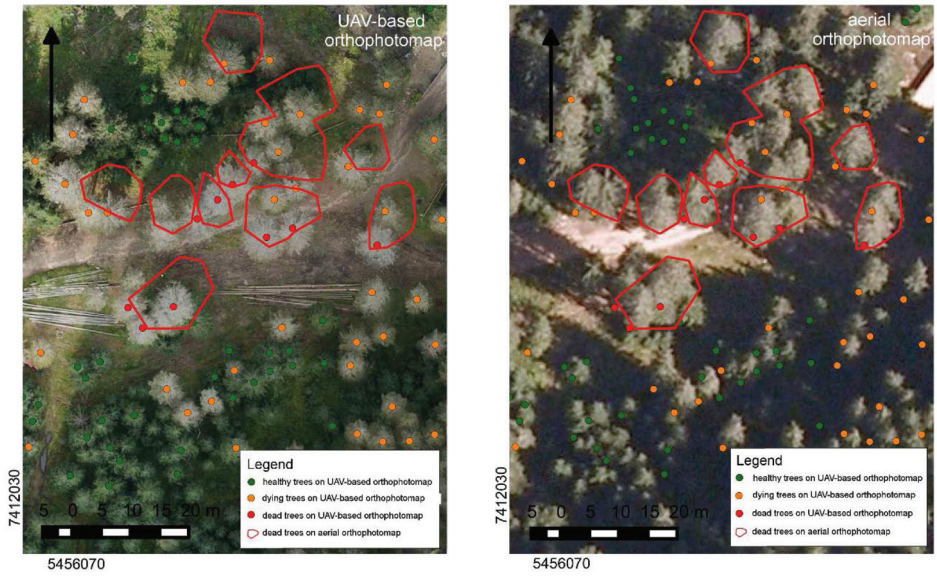 UAV-based
orthophotomap
Legend
healthy trees on UAV-based orthophotomap
dying trees on UAV-based orthophotomap
dead trees on UAV-based orthophotomap
dead trees on aerial orthophotomap
5 0 5 10 15 20 m
7412030
5456070
aerial
orthophotomap
Legend
healthy trees on UAV-based orthophotomap
dying trees on UAV-based orthophotomap
dead trees on UAV-based orthophotomap
dead trees on aerial orthophotomap
5 0 5 10 15 20 m
7412030
5456070